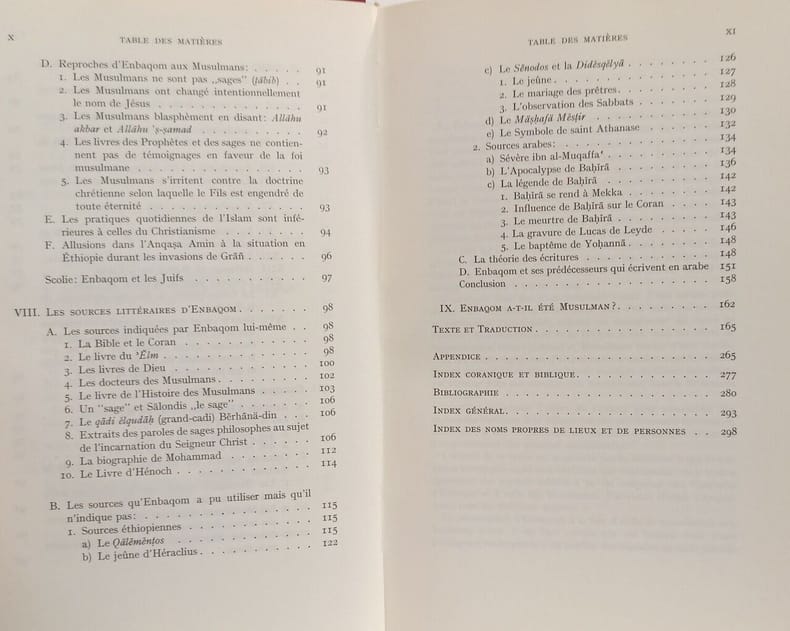 X
TABLE DES MATIÈRES
D. Reproches d'Enbaqom aux Musulmans: . . . . . 91
1. Les Musulmans ne sont pas „sages" (ṭābib) . . 91
2. Les Musulmans ont changé intentionnellement
le nom de Jésus . . . . . . . . . . . . 91
3. Les Musulmans blasphèment en disant: Allāhu
akbar et Allāhu 'ṣ-ṣamad . . . . . . . . . 92
4. Les livres des Prophètes et des sages ne contien-
nent pas de témoignages en faveur de la foi
musulmane . . . . . . . . . . . . . . 93
5. Les Musulmans s'irritent contre la doctrine
chrétienne selon laquelle le Fils est engendré de
toute éternité . . . . . . . . . . . . . 93
E. Les pratiques quotidiennes de l'Islam sont infé-
rieures à celles du Christianisme . . . . . . . 94
F. Allusions dans l'Anqaṣa Amin à la situation en
Éthiopie durant les invasions de Grāñ . . . . . . 96
Scolie: Enbaqom et les Juifs . . . . . . . . . . 97
VIII. LES SOURCES LITTÉRAIRES D'ENBAQOM . . . . . . . 98
A. Les sources indiquées par Enbaqom lui-même . . 98
1. La Bible et le Coran . . . . . . . . . . . 98
2. Le livre du ʾĔlm . . . . . . . . . . . . 98
3. Les livres de Dieu . . . . . . . . . . . . 100
4. Les docteurs des Musulmans . . . . . . . . 102
5. Le livre de l'Histoire des Musulmans . . . . . 103
6. Un "sage" et Sālondis „le sage" . . . . . . . 106
7. Le qādi ĕlqudāḫ (grand-cadi) Bĕrhānā-din . . . 106
8. Extraits des paroles de sages philosophes au sujet
de l'incarnation du Seigneur Christ . . . . . . 106
9. La biographie de Mohammad . . . . . . . . 112
10. Le Livre d'Hénoch . . . . . . . . . . . . 114
B. Les sources qu'Enbaqom a pu utiliser mais qu'il
n'indique pas: . . . . . . . . . . . . . . 115
1. Sources éthiopiennes . . . . . . . . . . . 115
a) Le Qālĕmĕnṭos . . . . . . . . . . . . 115
b) Le jeûne d'Héraclius . . . . . . . . . . 122
TABLE DES MATIÈRES
XI
c) Le Sēnodos et la Didĕsqĕlyā . . . . . . . 126
1. Le jeûne . . . . . . . . . . . . . . 127
2. Le mariage des prêtres . . . . . . . . . 128
3. L'observation des Sabbats . . . . . . . 129
d) Le Māṣḥafā Mĕsṭir . . . . . . . . . . 130
e) Le Symbole de saint Athanase . . . . . . 132
2. Sources arabes: . . . . . . . . . . . . . 134
a) Sévère ibn al-Muqaffaʿ . . . . . . . . . 134
b) L'Apocalypse de Baḥīrā . . . . . . . . . 136
c) La légende de Baḥīrā . . . . . . . . . . 142
1. Baḥīrā se rend à Mekka . . . . . . . . 142
2. Influence de Baḥīrā sur le Coran . . . . . 143
3. Le meurtre de Baḥīrā . . . . . . . . . 143
4. La gravure de Lucas de Leyde . . . . . . 146
5. Le baptême de Yoḥannā . . . . . . . . 148
C. La théorie des écritures . . . . . . . . . . . 148
D. Enbaqom et ses prédécesseurs qui écrivent en arabe 151
Conclusion . . . . . . . . . . . . . . . . . 158
IX. ENBAQOM A-T-IL ÉTÉ MUSULMAN? . . . . . . . . . 162
TEXTE ET TRADUCTION . . . . . . . . . . . . . . . 165
APPENDICE . . . . . . . . . . . . . . . . . . . 265
INDEX CORANIQUE ET BIBLIQUE . . . . . . . . . . . . 277
BIBLIOGRAPHIE . . . . . . . . . . . . . . . . . . 280
INDEX GÉNÉRAL . . . . . . . . . . . . . . . . . . 293
INDEX DES NOMS PROPRES DE LIEUX ET DE PERSONNES . . 298